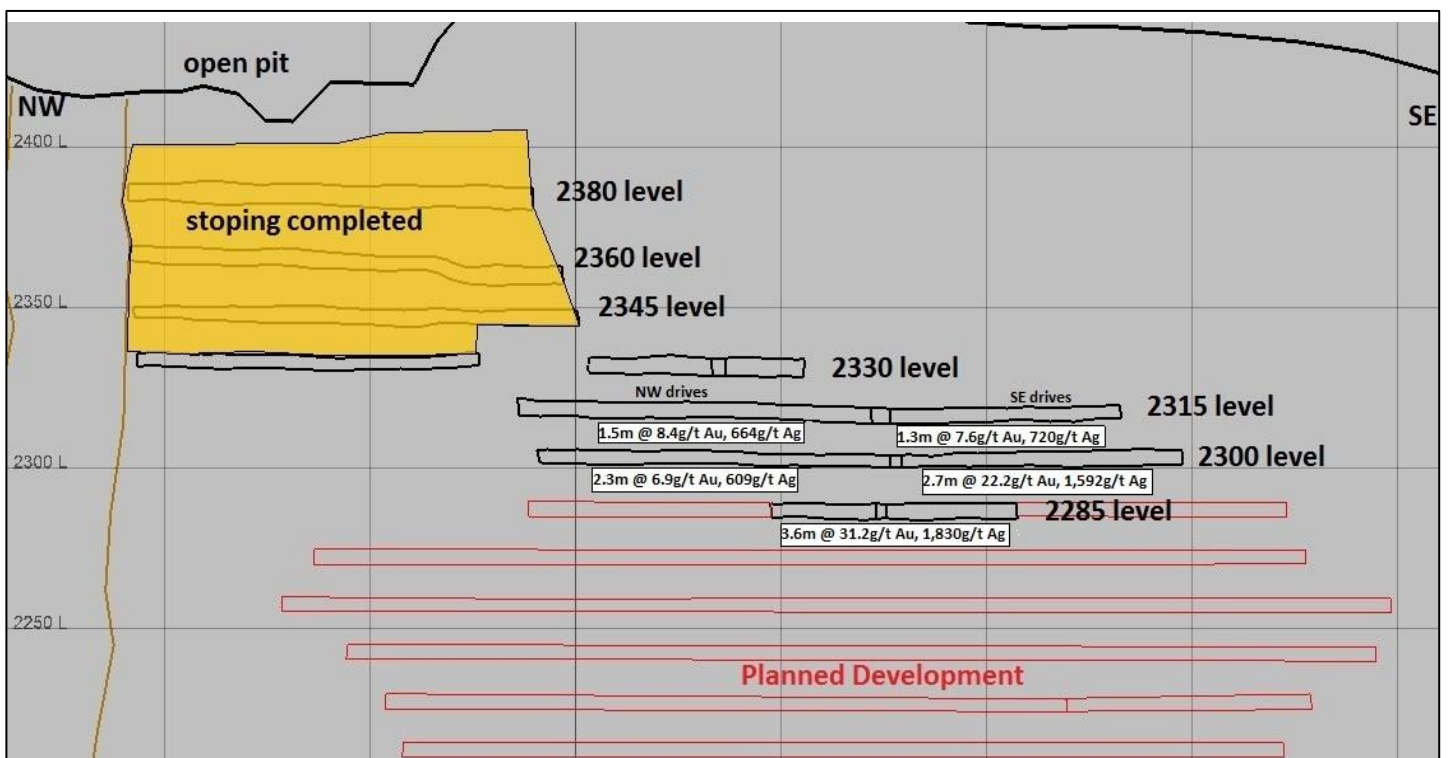 open pit
NW
SE
2400 L
2380 level
stoping completed
2360 level
2350 L
2345 level
2330 level
NW drives
SE drives
2315 level
1.5m @ 8.4g/t Au, 664g/t Ag
1.3m @ 7.6g/t Au, 720g/t Ag
2300 L
2300 level
2.3m @ 6.9g/t Au, 609g/t Ag
2.7m @ 22.2g/t Au, 1,592g/t Ag
2285 level
3.6m @ 31.2g/t Au, 1,830g/t Ag
2250 L
Planned Development